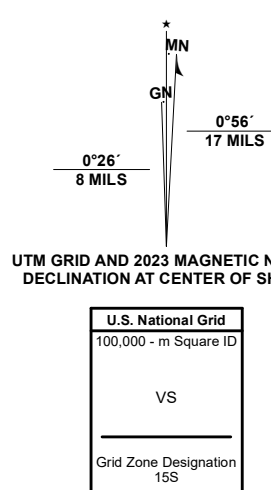 ★
MN
GN
0°56´
17 MILS
0°26´
8 MILS
UTM GRID AND 2023 MAGNETIC N
DECLINATION AT CENTER OF SH
U.S. National Grid
100,000 - m Square ID
VS
Grid Zone Designation
15S